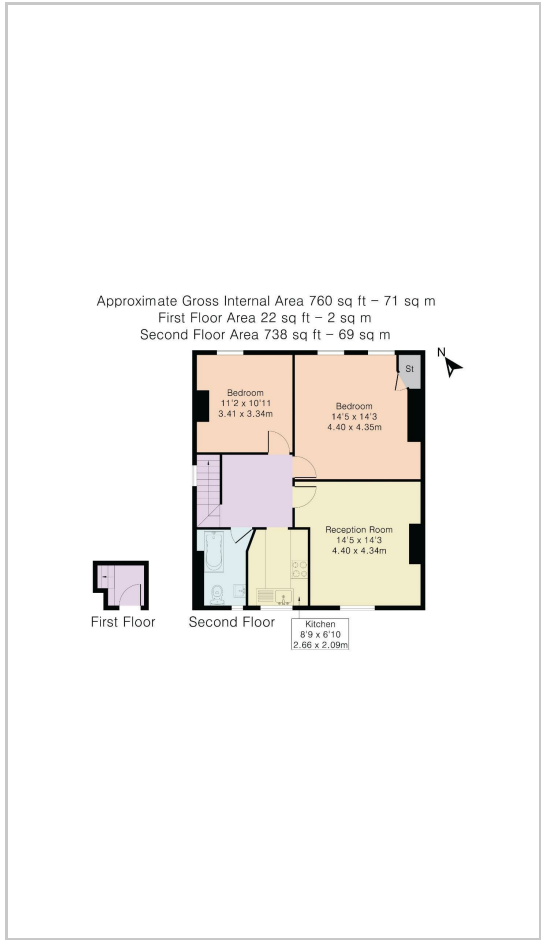 Approximate Gross Internal Area 760 sq ft – 71 sq m
First Floor Area 22 sq ft – 2 sq m
Second Floor Area 738 sq ft – 69 sq m
N
St
Bedroom
11'2 x 10'11
3.41 x 3.34m
Bedroom
14'5 x 14'3
4.40 x 4.35m
Reception Room
14'5 x 14'3
4.40 x 4.34m
First Floor
Second Floor
Kitchen
8'9 x 6'10
2.66 x 2.09m